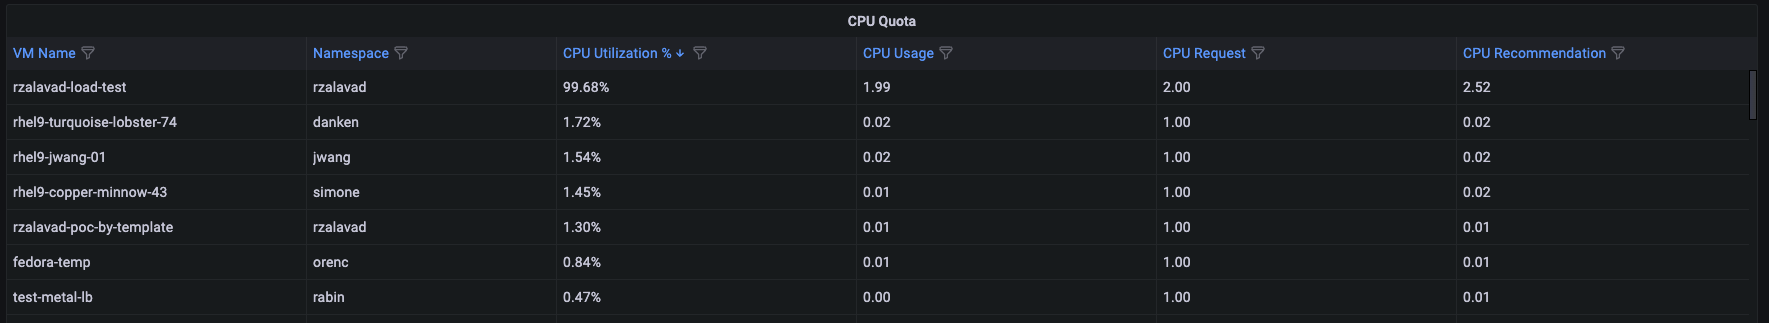 CPU Quota
VM Name Namespace CPU Utilization % ↓ CPU Usage CPU Request CPU Recommendation
rzalavad-load-test rzalavad 99.68% 1.99 2.00 2.52
rhel9-turquoise-lobster-74 danken 1.72% 0.02 1.00 0.02
rhel9-jwang-01 jwang 1.54% 0.02 1.00 0.02
rhel9-copper-minnow-43 simone 1.45% 0.01 1.00 0.02
rzalavad-poc-by-template rzalavad 1.30% 0.01 1.00 0.01
fedora-temp orenc 0.84% 0.01 1.00 0.01
test-metal-lb rabin 0.47% 0.00 1.00 0.01